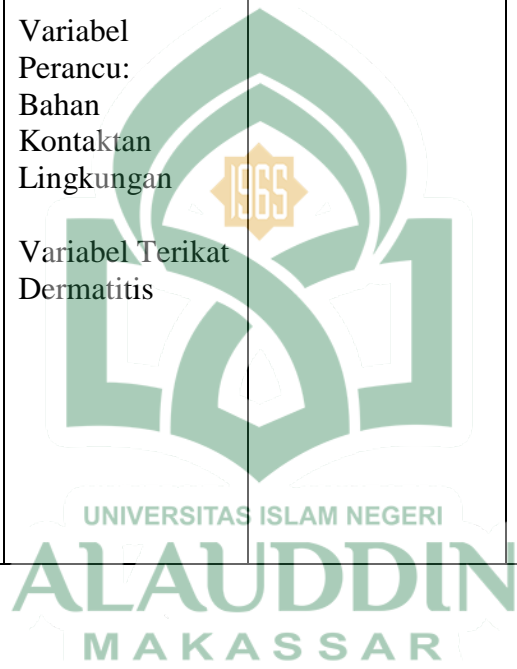 Variabel
Perancu:
Bahan
Kontaktan
Lingkungan
Variabel Terikat
Dermatitis
1965
UNIVERSITAS ISLAM NEGERI
ALAUDDIN
MAKASSAR